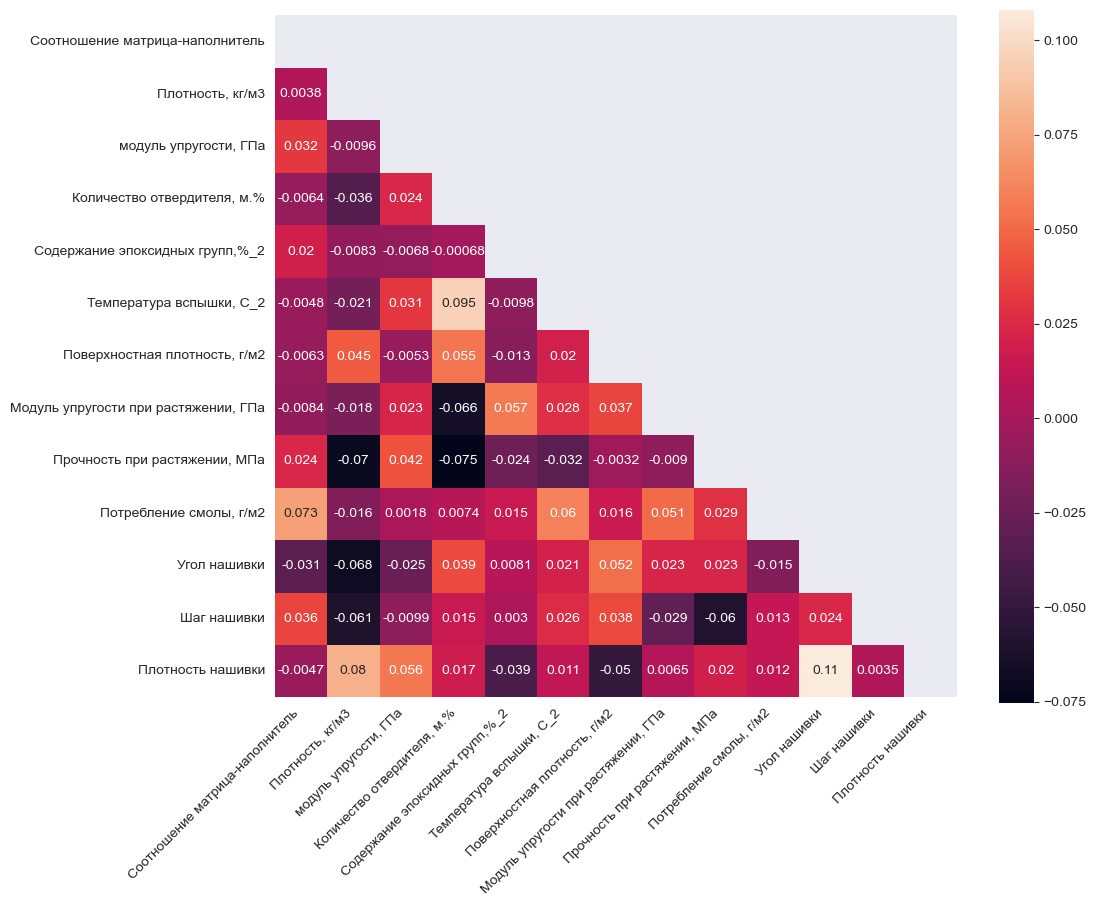 Соотношение матрица-наполнитель
Плотность, кг/м3 0.0038
модуль упругости, ГПа 0.032 -0.0096
Количество отвердителя, м.% -0.0064 -0.036 0.024
Содержание эпоксидных групп,%_2 0.02 -0.0083 -0.0068 -0.00068
Температура вспышки, С_2 -0.0048 -0.021 0.031 0.095 -0.0098
Поверхностная плотность, г/м2 -0.0063 0.045 -0.0053 0.055 -0.013 0.02
Модуль упругости при растяжении, ГПа -0.0084 -0.018 0.023 -0.066 0.057 0.028 0.037
Прочность при растяжении, МПа 0.024 -0.07 0.042 -0.075 -0.024 -0.032 -0.0032 -0.009
Потребление смолы, г/м2 0.073 -0.016 0.0018 0.0074 0.015 0.06 0.016 0.051 0.029
Угол нашивки -0.031 -0.068 -0.025 0.039 0.0081 0.021 0.052 0.023 0.023 -0.015
Шаг нашивки 0.036 -0.061 -0.0099 0.015 0.003 0.026 0.038 -0.029 -0.06 0.013 0.024
Плотность нашивки -0.0047 0.08 0.056 0.017 -0.039 0.011 -0.05 0.0065 0.02 0.012 0.11 0.0035
Соотношение матрица-наполнитель
Плотность, кг/м3
модуль упругости, ГПа
Количество отвердителя, м.%
Содержание эпоксидных групп,%_2
Температура вспышки, С_2
Поверхностная плотность, г/м2
Модуль упругости при растяжении, ГПа
Прочность при растяжении, МПа
Потребление смолы, г/м2
Угол нашивки
Шаг нашивки
Плотность нашивки
0.100
0.075
0.050
0.025
0.000
-0.025
-0.050
-0.075